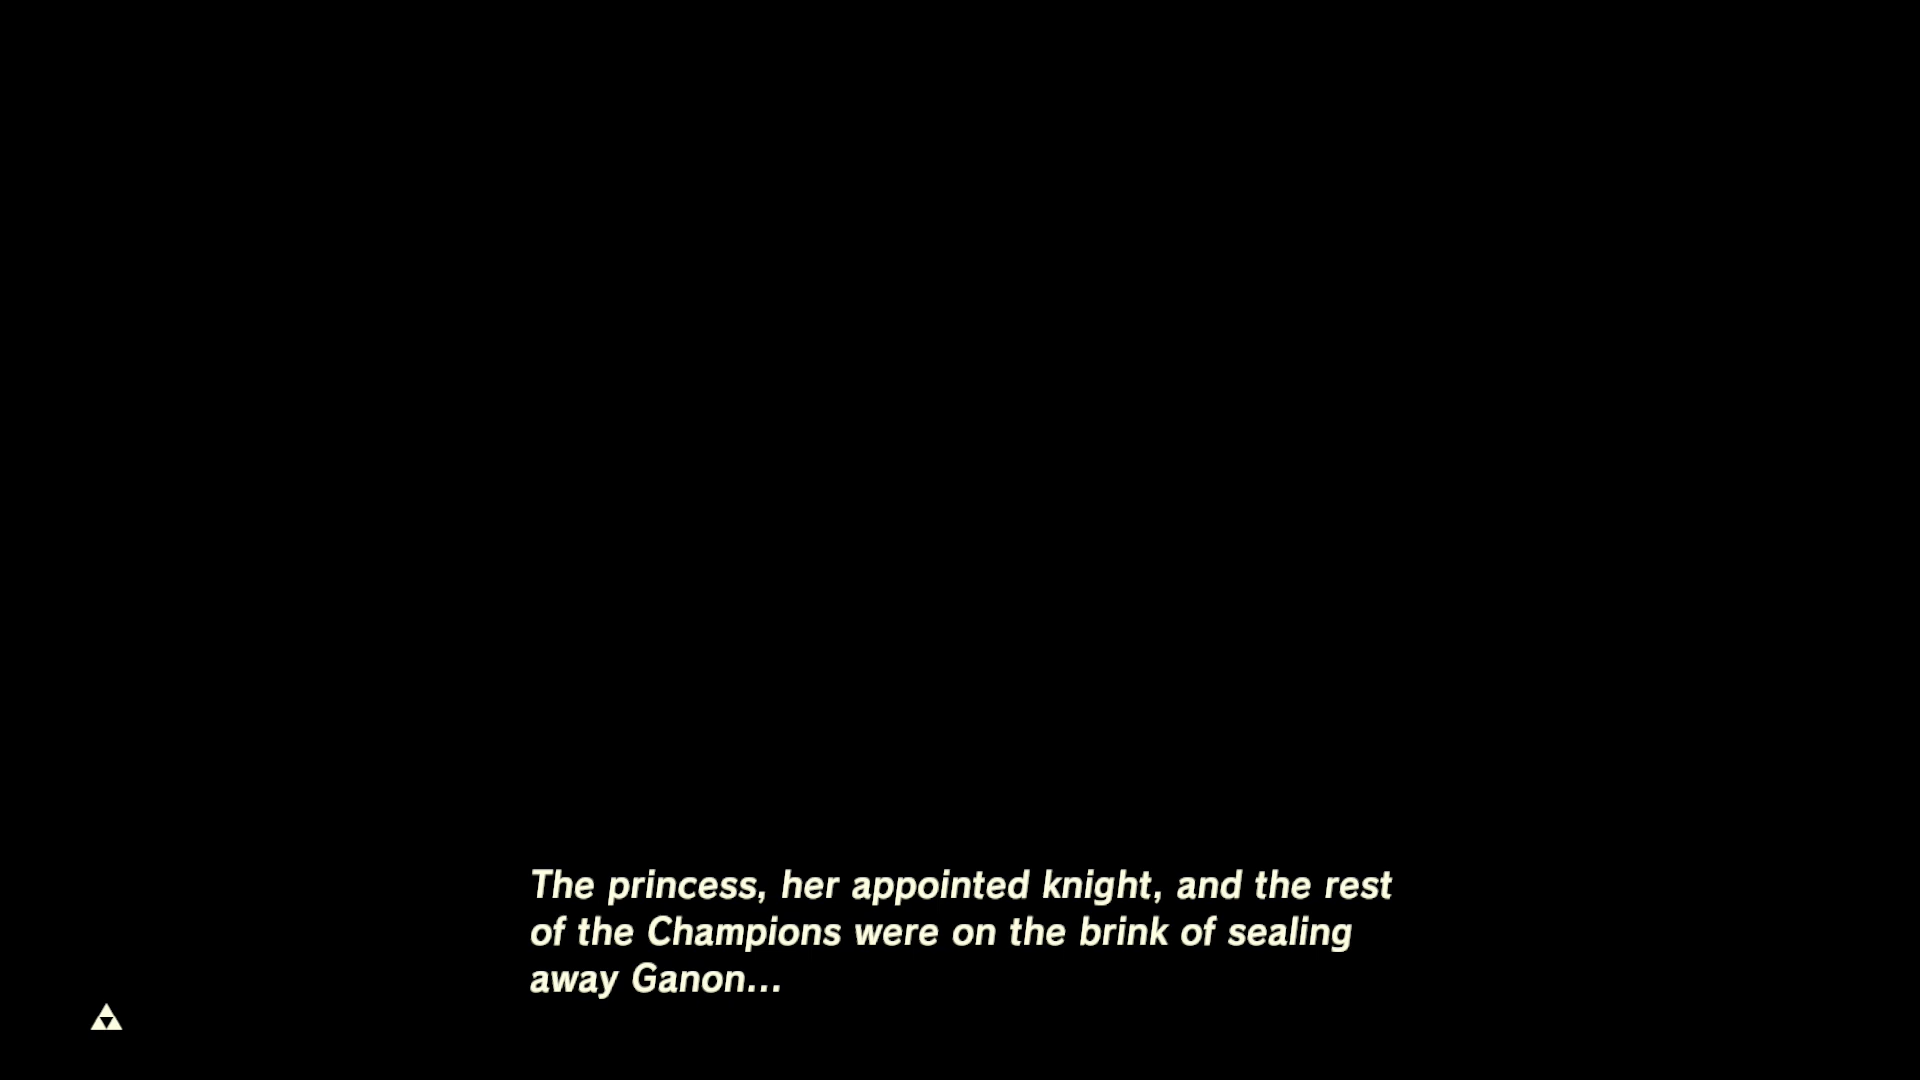 The princess, her appointed knight, and the rest
of the Champions were on the brink of sealing
away Ganon...